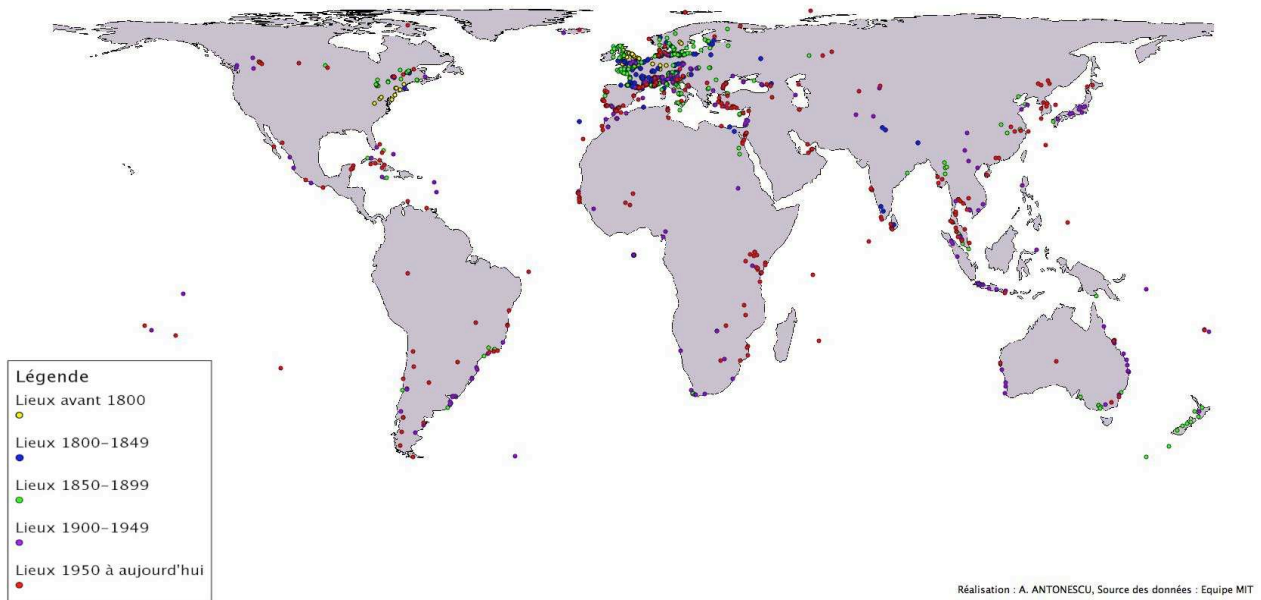 Légende
Lieux avant 1800
Lieux 1800-1849
Lieux 1850-1899
Lieux 1900-1949
Lieux 1950 à aujourd'hui
Réalisation : A. ANTONESCU, Source des données : Equipe MIT